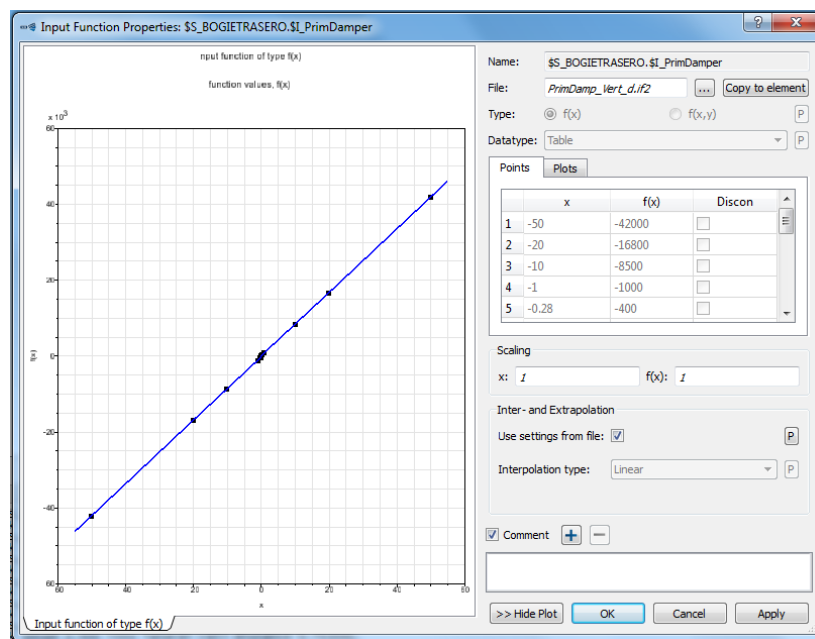 Input Function Properties: $S_BOGIETRASERO.$I_PrimDamper
nput function of type f(x)
function values, f(x)
x 10 3
60
40
20
0
-20
-40
60
60
40
-20
0
20
40
60
f(x)
x
Input function of type f(x)
Name: $S_BOGIETRASERO.$I_PrimDamper
File: PrimDamp_Vert_d.if2 ... Copy to element
Type: f(x) f(x,y) P
Datatype: Table P
Points Plots
x f(x) Discon
1 -50 -42000
2 -20 -16800
3 -10 -8500
4 -1 -1000
5 -0.28 -400
Scaling
x: 1 f(x): 1
Inter- and Extrapolation
Use settings from file: P
Interpolation type: Linear P
Comment
>> Hide Plot OK Cancel Apply